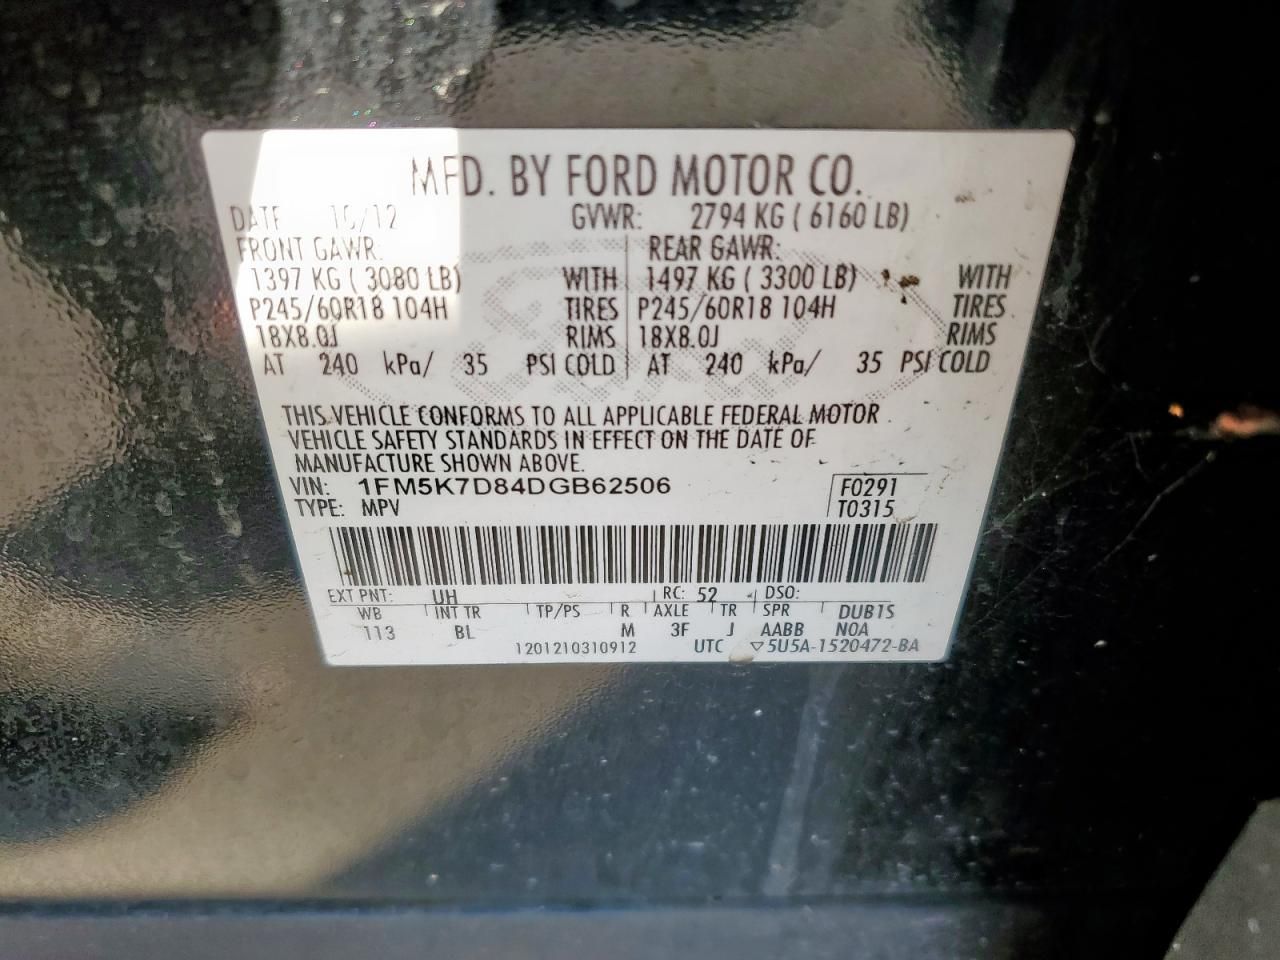 MFD. BY FORD MOTOR CO.
DATE 10/12 GVWR: 2794 KG ( 6160 LB)
FRONT GAWR: REAR GAWR:
1397 KG ( 3080 LB) WITH 1497 KG ( 3300 LB) WITH
P245/60R18 104H TIRES P245/60R18 104H TIRES
18X8.0J RIMS 18X8.0J RIMS
AT 240 kPa/ 35 PSI COLD AT 240 kPa/ 35 PSI COLD
THIS VEHICLE CONFORMS TO ALL APPLICABLE FEDERAL MOTOR
VEHICLE SAFETY STANDARDS IN EFFECT ON THE DATE OF
MANUFACTURE SHOWN ABOVE.
VIN: 1FM5K7D84DGB62506 F0291
TYPE: MPV T0315
EXT PNT: UH RC: 52 DSO:
WB INT TR TP/PS R AXLE TR SPR DUB1S
113 BL M 3F J AABB N0A
1201210310912 UTC ▽5U5A-1520472-BA